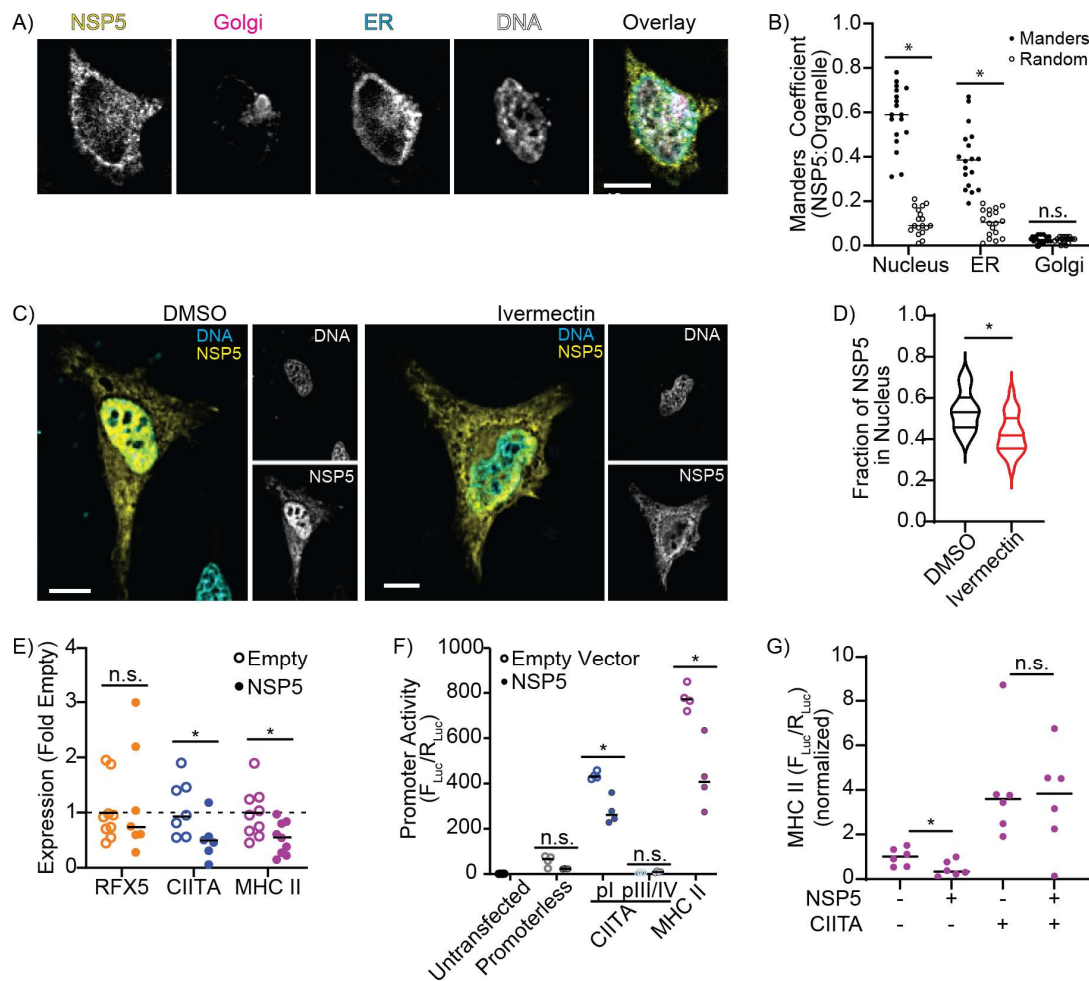 A)
NSP5
Golgi
ER
DNA
Overlay
B)
Manders Coefficient
(NSP5:Organelle)
0.8
0.6
0.4
0.2
0.0
Manders
Random
*
*
n.s.
Nucleus
ER
Golgi
C)
DMSO
DNA
NSP5
DNA
NSP5
Ivermectin
DNA
NSP5
DNA
NSP5
D)
Fraction of NSP5
in Nucleus
1.0
0.8
0.6
0.4
0.2
0.0
*
DMSO
Ivermectin
E)
Expression (Fold Empty)
4
3
2
1
0
Empty
NSP5
n.s.
*
*
RFX5
CIITA
MHC II
F)
Promoter Activity
(FLuc/RLuc)
1000
800
600
400
200
0
Empty Vector
NSP5
n.s.
*
n.s.
*
Untransfected
Promoterless
pI
pIII/IV
CIITA
MHC II
G)
MHC II (FLuc/RLuc)
(normalized)
10
8
6
4
2
0
*
n.s.
NSP5 - + - +
CIITA - - + +